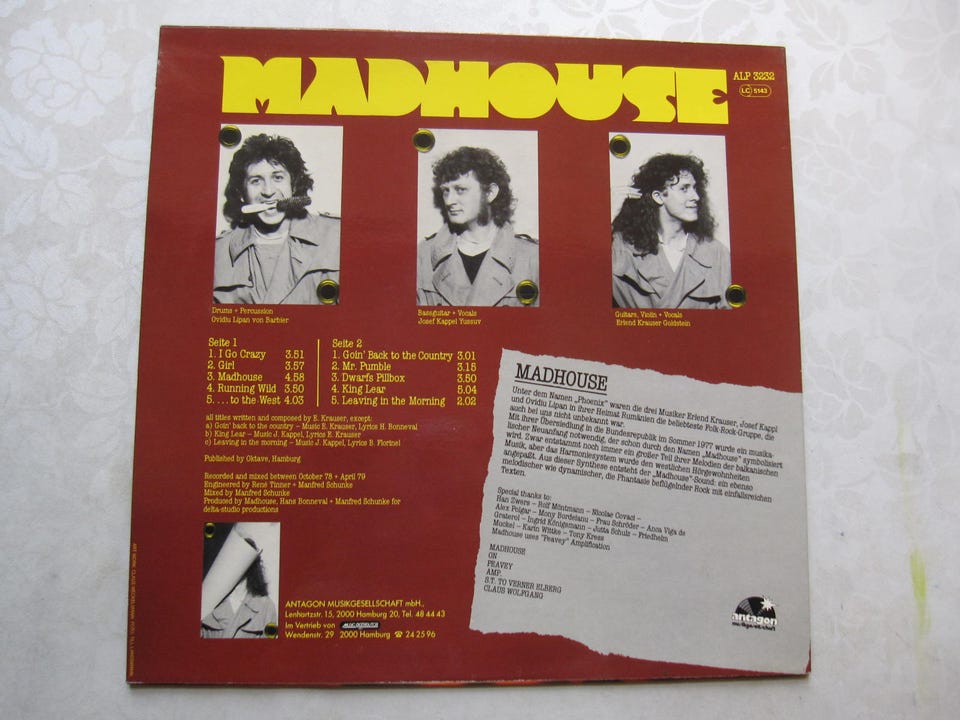 MADHOUSE
ALP 3232
LC 5143
Drums + Percussion
Ovidiu Lipan von Barbier
Bassguitar + Vocals
Josef Kappel Yussuv
Guitars, Violin + Vocals
Erlend Krauser Goldstein
Seite 1
1. I Go Crazy 3.51
2. Girl 3.57
3. Madhouse 4.58
4. Running Wild 3.50
5. . . . to the West 4.03
Seite 2
1. Goin' Back to the Country 3.01
2. Mr. Pumble 3.15
3. Dwarfs Pillbox 3.50
4. King Lear 5.04
5. Leaving in the Morning 2.02
all titles written and composed by E. Krauser, except:
a) Goin' back to the country – Music E. Krauser, Lyrics H. Bonneval
b) King Lear – Music J. Kappel, Lyrics E. Krauser
c) Leaving in the morning – Music J. Kappel, Lyrics B. Florinel
Published by Oktave, Hamburg
Recorded and mixed between October 78 + April 79
Engineered by René Tinner + Manfred Schunke
Mixed by Manfred Schunke
Produced by Madhouse, Hans Bonneval + Manfred Schunke for
delta-studio productions
MADHOUSE
Unter dem Namen „Phoenix" waren die drei Musiker Erlend Krauser, Josef Kappl
und Ovidiu Lipan in ihrer Heimat Rumänien die beliebteste Folk-Rock-Gruppe, die
auch bei uns nicht unbekannt war.
Mit ihrer Übersiedlung in die Bundesrepublik im Sommer 1977 wurde ein musika-
lischer Neuanfang notwendig, der schon durch den Namen „Madhouse" symbolisiert
wird. Zwar entstammt noch immer ein großer Teil ihrer Melodien der balkanischen
Musik, aber das Harmoniesystem wurde den westlichen Hörgewohnheiten
angepaßt. Aus dieser Synthese entsteht der „Madhouse"-Sound: ein ebenso
melodischer wie dynamischer, die Phantasie beflügelnder Rock mit einfallsreichen
Texten.
Special thanks to:
Han Zwers – Rolf Müntmann – Nicolae Covaci –
Alex Polgar – Mony Bordeianu – Frau Schröder – Anca Viga de
Graterol – Ingrid Königsmann – Jutta Schulz – Friedhelm
Muckel – Karin Wittke – Tony Kress
Madhouse uses "Peavey" Amplification
MADHOUSE
ON
PEAVEY
AMP.
S.T. TO VERNER ELBERG
CLAUS WOLFGANG
ANTAGON MUSIKGESELLSCHAFT mbH.,
Lenhartzstr. 15, 2000 Hamburg 20, Tel. 48 44 43
Im Vertrieb von
Wendenstr. 29 2000 Hamburg ☎ 24 25 96
antagon
musikgesellschaft